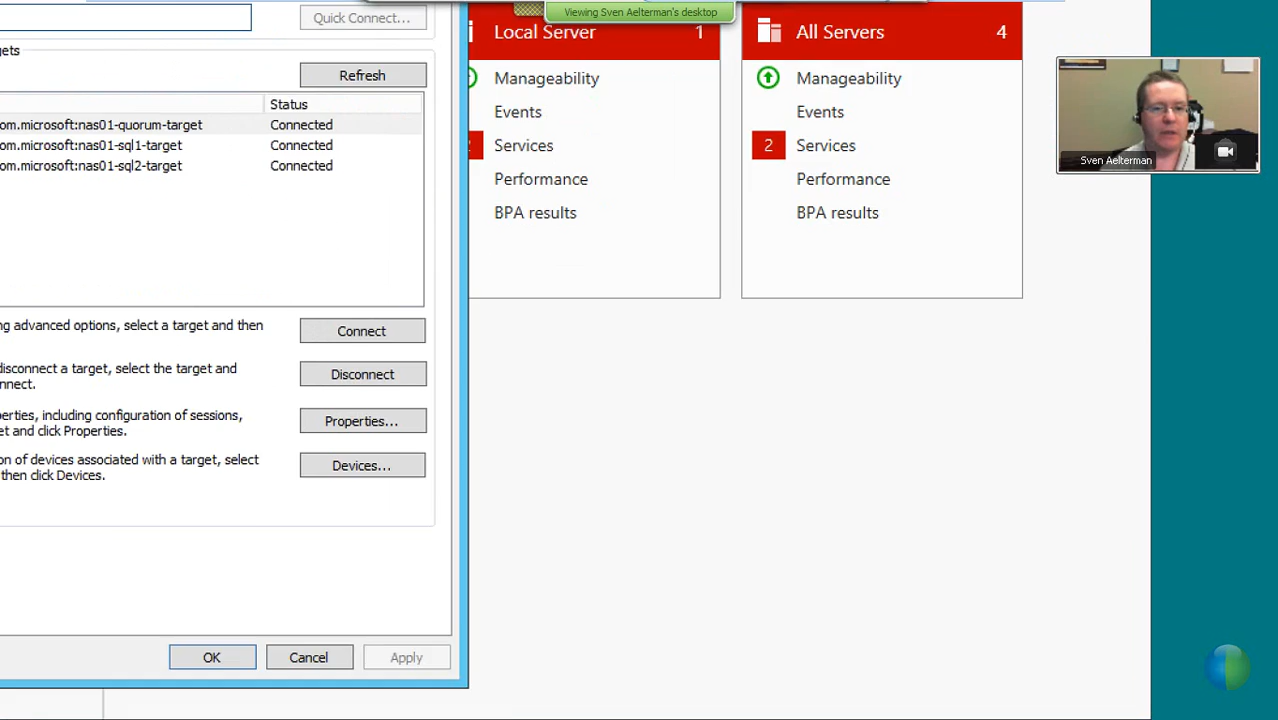 Viewing Sven Aelterman's desktop
Quick Connect...
gets
Refresh
Status
om.microsoft:nas01-quorum-target Connected
om.microsoft:nas01-sql1-target Connected
om.microsoft:nas01-sql2-target Connected
ng advanced options, select a target and then
Connect
disconnect a target, select the target and
nnect.
Disconnect
erties, including configuration of sessions,
et and click Properties.
Properties...
on of devices associated with a target, select
then click Devices.
Devices...
OK Cancel Apply
Local Server 1
Manageability
Events
Services
Performance
BPA results
All Servers 4
Manageability
Events
2 Services
Performance
BPA results
Sven Aelterman